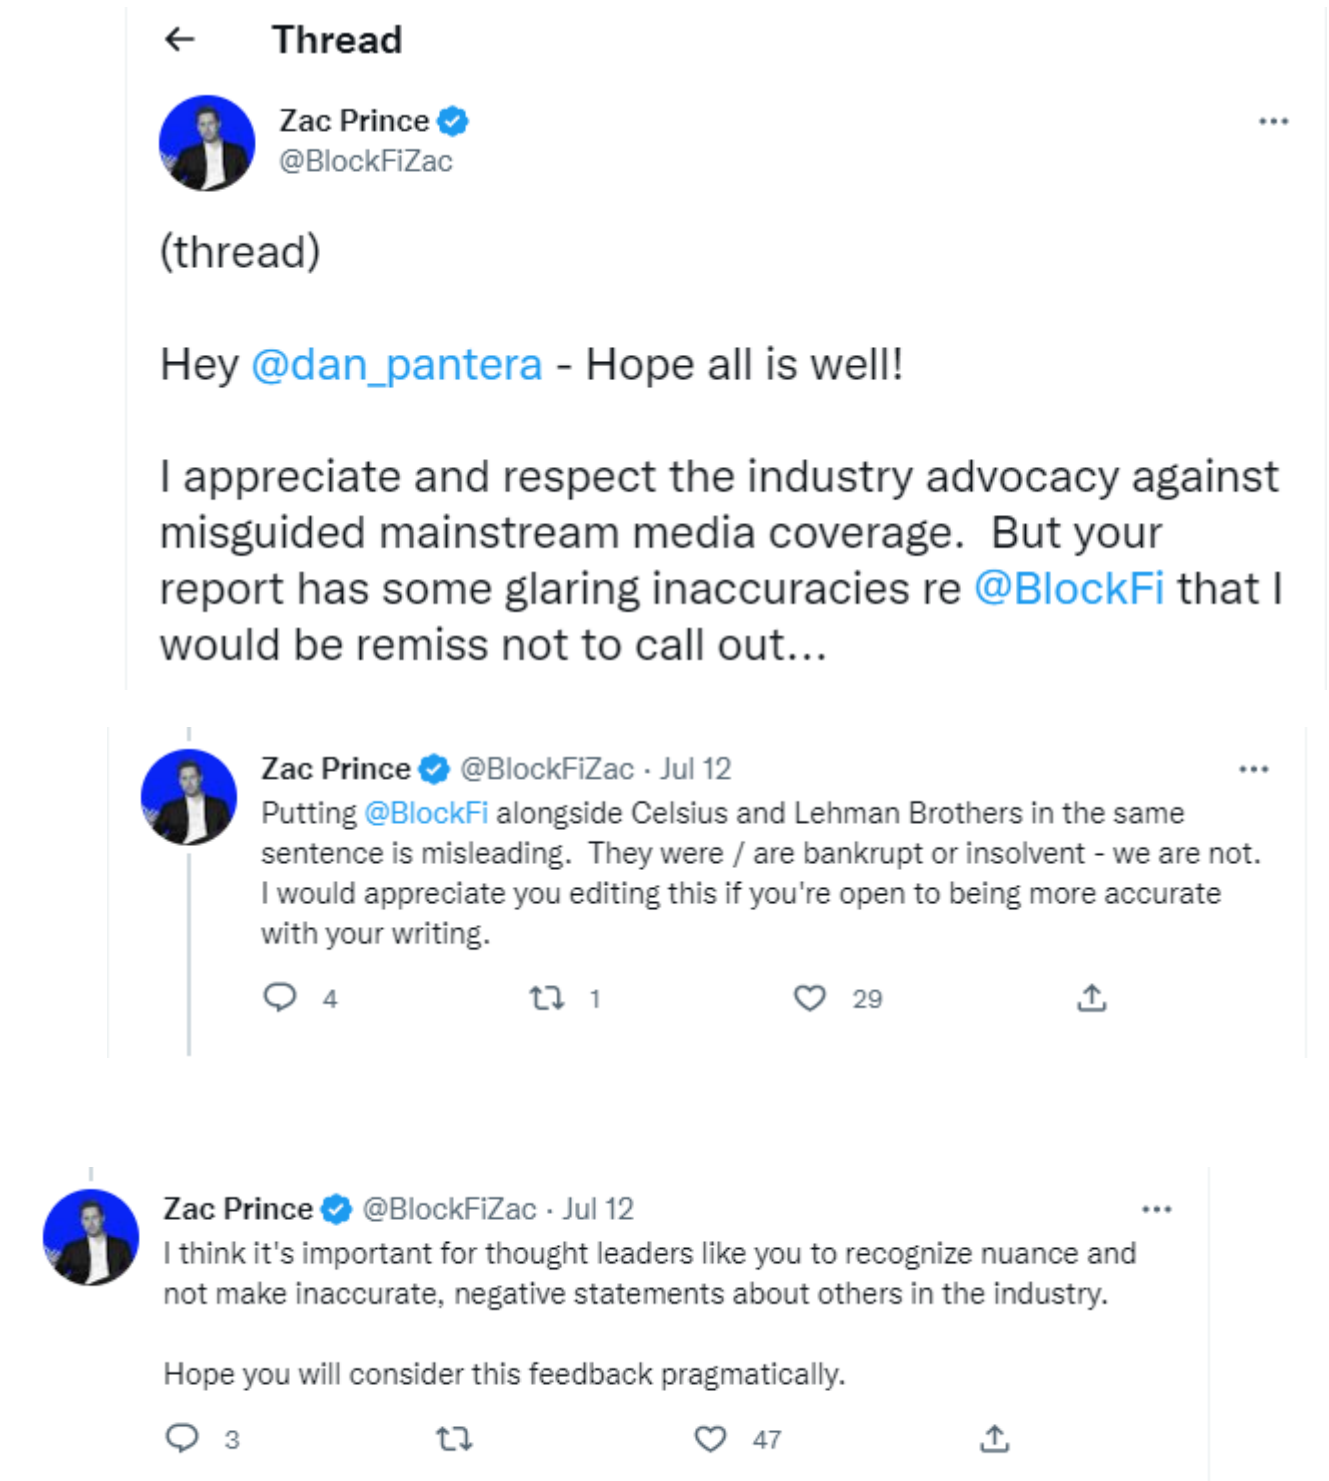 Thread
Zac Prince
@BlockFiZac
(thread)
Hey @dan_pantera - Hope all is well!
I appreciate and respect the industry advocacy against
misguided mainstream media coverage.  But your
report has some glaring inaccuracies re @BlockFi that I
would be remiss not to call out...
Zac Prince @BlockFiZac · Jul 12
Putting @BlockFi alongside Celsius and Lehman Brothers in the same
sentence is misleading.  They were / are bankrupt or insolvent - we are not.
I would appreciate you editing this if you're open to being more accurate
with your writing.
4 1 29
Zac Prince @BlockFiZac · Jul 12
I think it's important for thought leaders like you to recognize nuance and
not make inaccurate, negative statements about others in the industry.
Hope you will consider this feedback pragmatically.
3 47